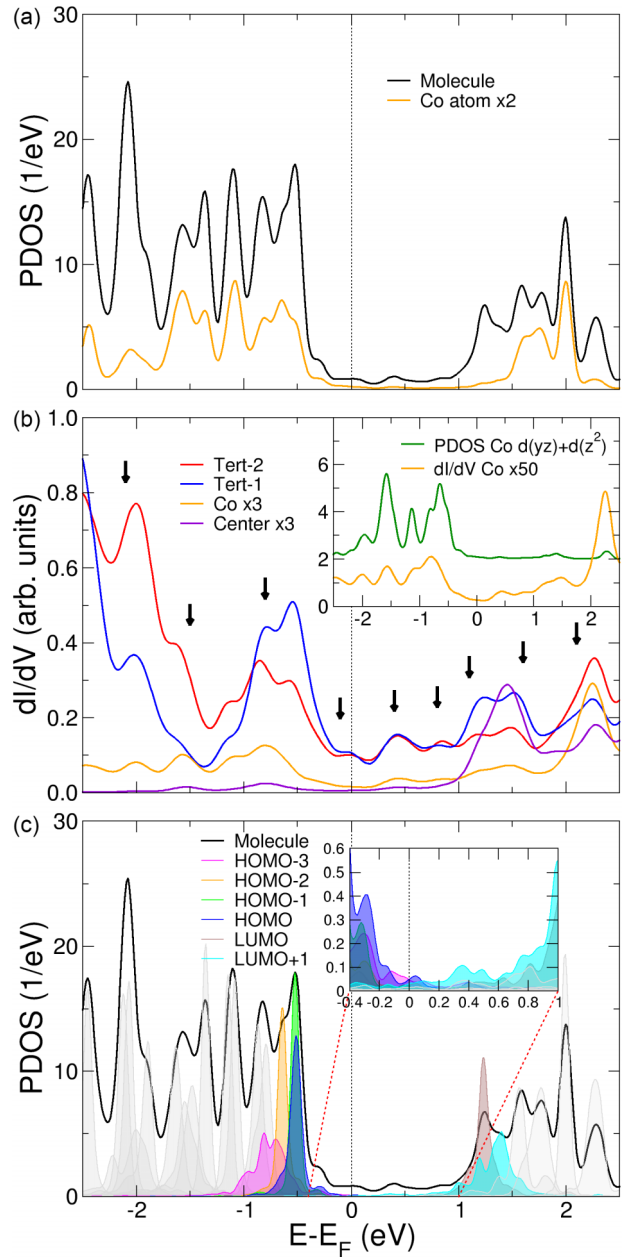 (a)
30
20
10
0
PDOS (1/eV)
Molecule
Co atom x2
(b)
1.0
0.8
0.6
0.4
0.2
0.0
dI/dV (arb. units)
Tert-2
Tert-1
Co x3
Center x3
PDOS Co d(yz)+d(z²)
dI/dV Co x50
6
4
2
0
-2 -1 0 1 2
(c)
30
20
10
0
PDOS (1/eV)
Molecule
HOMO-3
HOMO-2
HOMO-1
HOMO
LUMO
LUMO+1
0.6
0.5
0.4
0.3
0.2
0.1
0
-0.4 -0.2 0 0.2 0.4 0.6 0.8 1
-2 -1 0 1 2
E-E_F (eV)